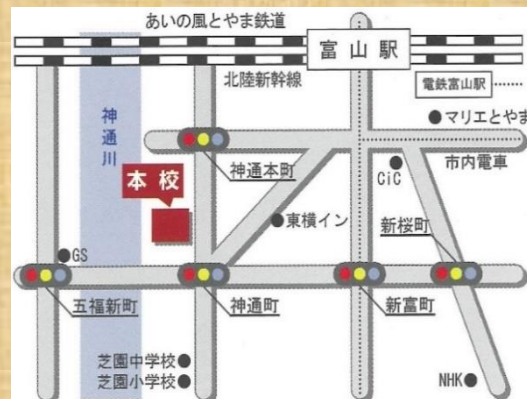 あいの風とやま鉄道
富山駅
北陸新幹線
電鉄富山駅
神通川
マリエとやま
市内電車
神通本町
CiC
本校
東横イン
新桜町
GS
五福新町
神通町
新富町
芝園中学校
芝園小学校
NHK